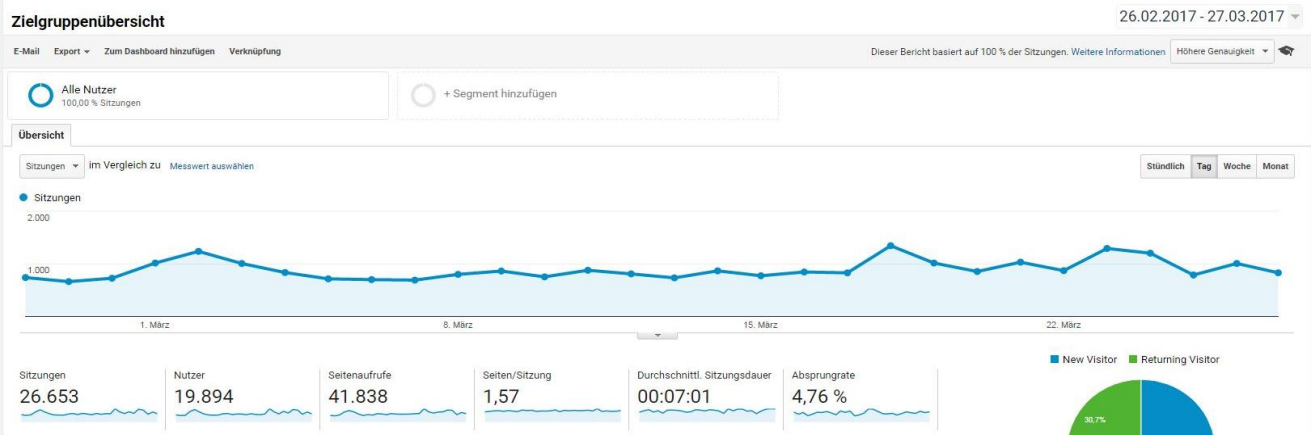 Zielgruppenübersicht
26.02.2017 - 27.03.2017
E-Mail Export Zum Dashboard hinzufügen Verknüpfung
Dieser Bericht basiert auf 100 % der Sitzungen. Weitere Informationen Höhere Genauigkeit
Alle Nutzer
100,00 % Sitzungen
+ Segment hinzufügen
Übersicht
Sitzungen im Vergleich zu Messwert auswählen
Stündlich Tag Woche Monat
Sitzungen
2.000
1.000
1. März 8. März 15. März 22. März
New Visitor Returning Visitor
Sitzungen Nutzer Seitenaufrufe Seiten/Sitzung Durchschnittl. Sitzungsdauer Absprungrate
26.653 19.894 41.838 1,57 00:07:01 4,76 %
30,7%